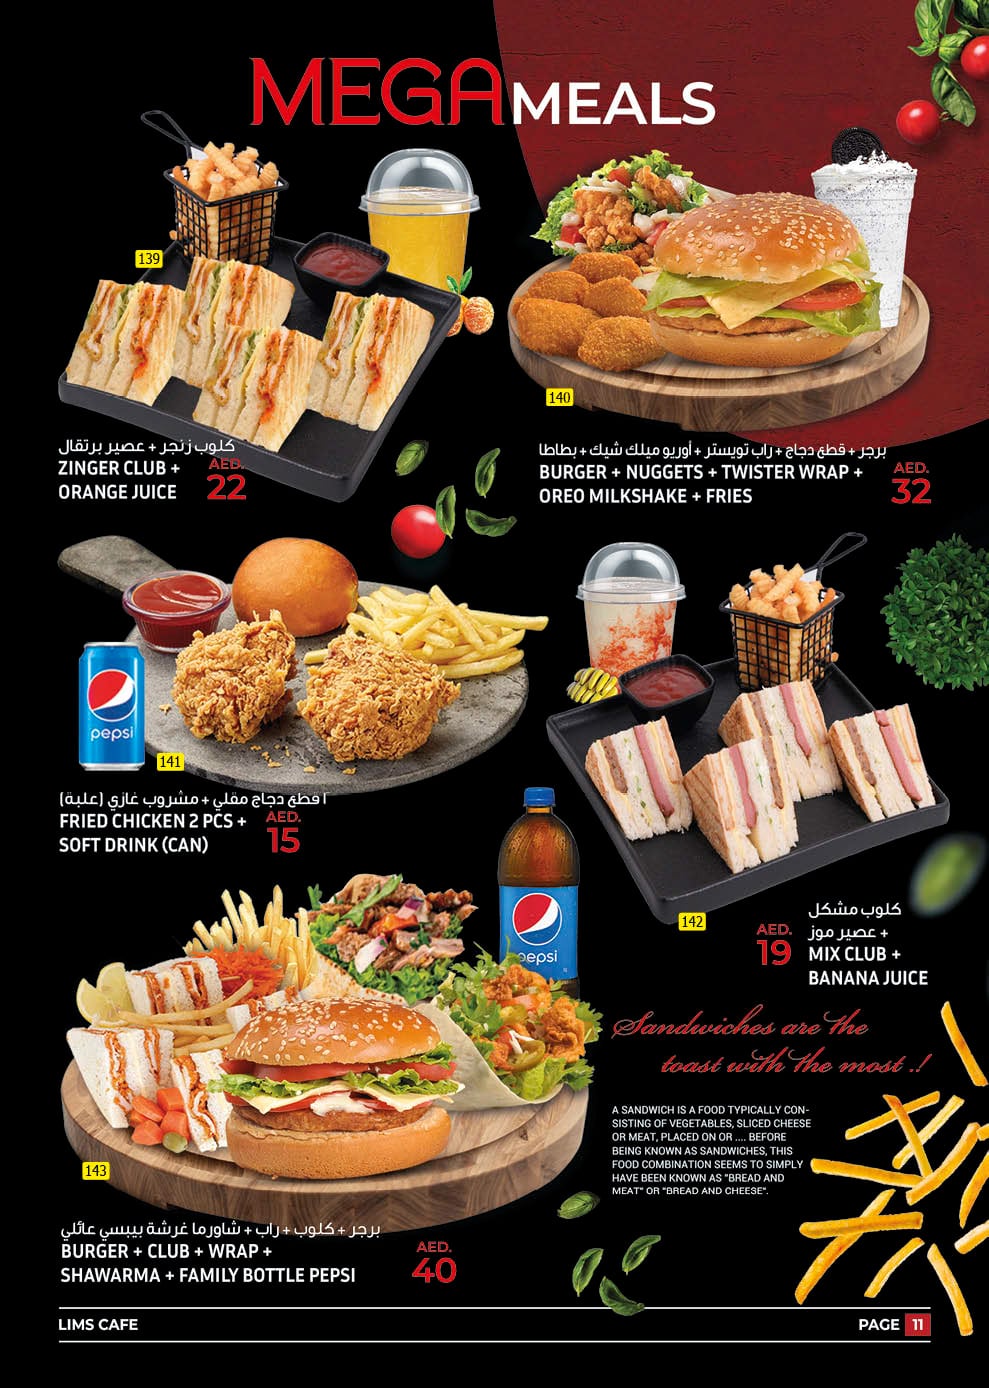 MEGA MEALS
139
كلوب زنجر + عصير برتقال
ZINGER CLUB +
ORANGE JUICE
AED.
22
140
برجر + قطع دجاج + راب تويستر + أوريو ميلك شيك + بطاطا
BURGER + NUGGETS + TWISTER WRAP +
OREO MILKSHAKE + FRIES
AED.
32
pepsi
141
٢ قطع دجاج مقلي + مشروب غازي (علبة)
FRIED CHICKEN 2 PCS +
SOFT DRINK (CAN)
AED.
15
142
كلوب مشكل
+ عصير موز
MIX CLUB +
BANANA JUICE
AED.
19
pepsi
143
برجر + كلوب + راب + شاورما غرشة بيبسي عائلي
BURGER + CLUB + WRAP +
SHAWARMA + FAMILY BOTTLE PEPSI
AED.
40
Sandwiches are the
toast with the most .!
A SANDWICH IS A FOOD TYPICALLY CON-
SISTING OF VEGETABLES, SLICED CHEESE
OR MEAT, PLACED ON OR .... BEFORE
BEING KNOWN AS SANDWICHES, THIS
FOOD COMBINATION SEEMS TO SIMPLY
HAVE BEEN KNOWN AS "BREAD AND
MEAT" OR "BREAD AND CHEESE".
LIMS CAFE
PAGE 11